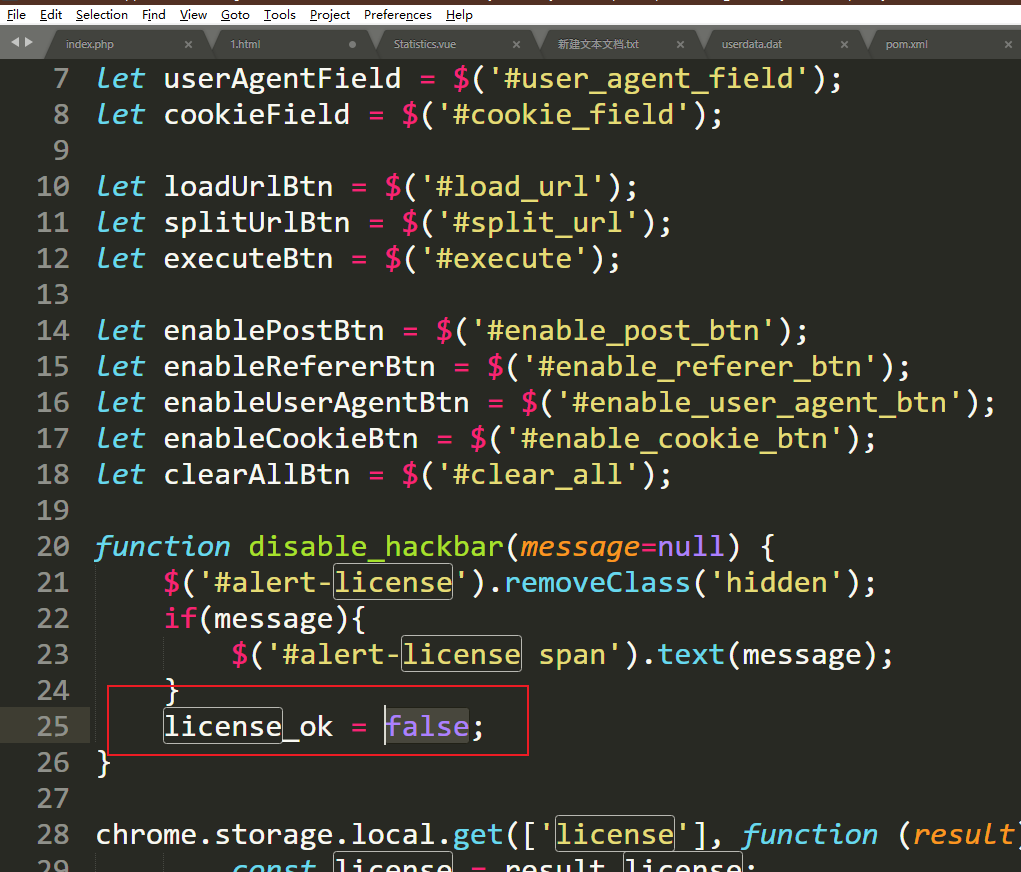 File Edit Selection Find View Goto Tools Project Preferences Help
index.php × 1.html Statistics.vue × 新建文本文档.txt × userdata.dat × pom.xml ×
7 let userAgentField = $('#user_agent_field');
8 let cookieField = $('#cookie_field');
9
10 let loadUrlBtn = $('#load_url');
11 let splitUrlBtn = $('#split_url');
12 let executeBtn = $('#execute');
13
14 let enablePostBtn = $('#enable_post_btn');
15 let enableRefererBtn = $('#enable_referer_btn');
16 let enableUserAgentBtn = $('#enable_user_agent_btn');
17 let enableCookieBtn = $('#enable_cookie_btn');
18 let clearAllBtn = $('#clear_all');
19
20 function disable_hackbar(message=null) {
21 $('#alert-license').removeClass('hidden');
22 if(message){
23 $('#alert-license span').text(message);
24 }
25 license_ok = false;
26 }
27
28 chrome.storage.local.get(['license'], function (result)
29 const license = result.license;